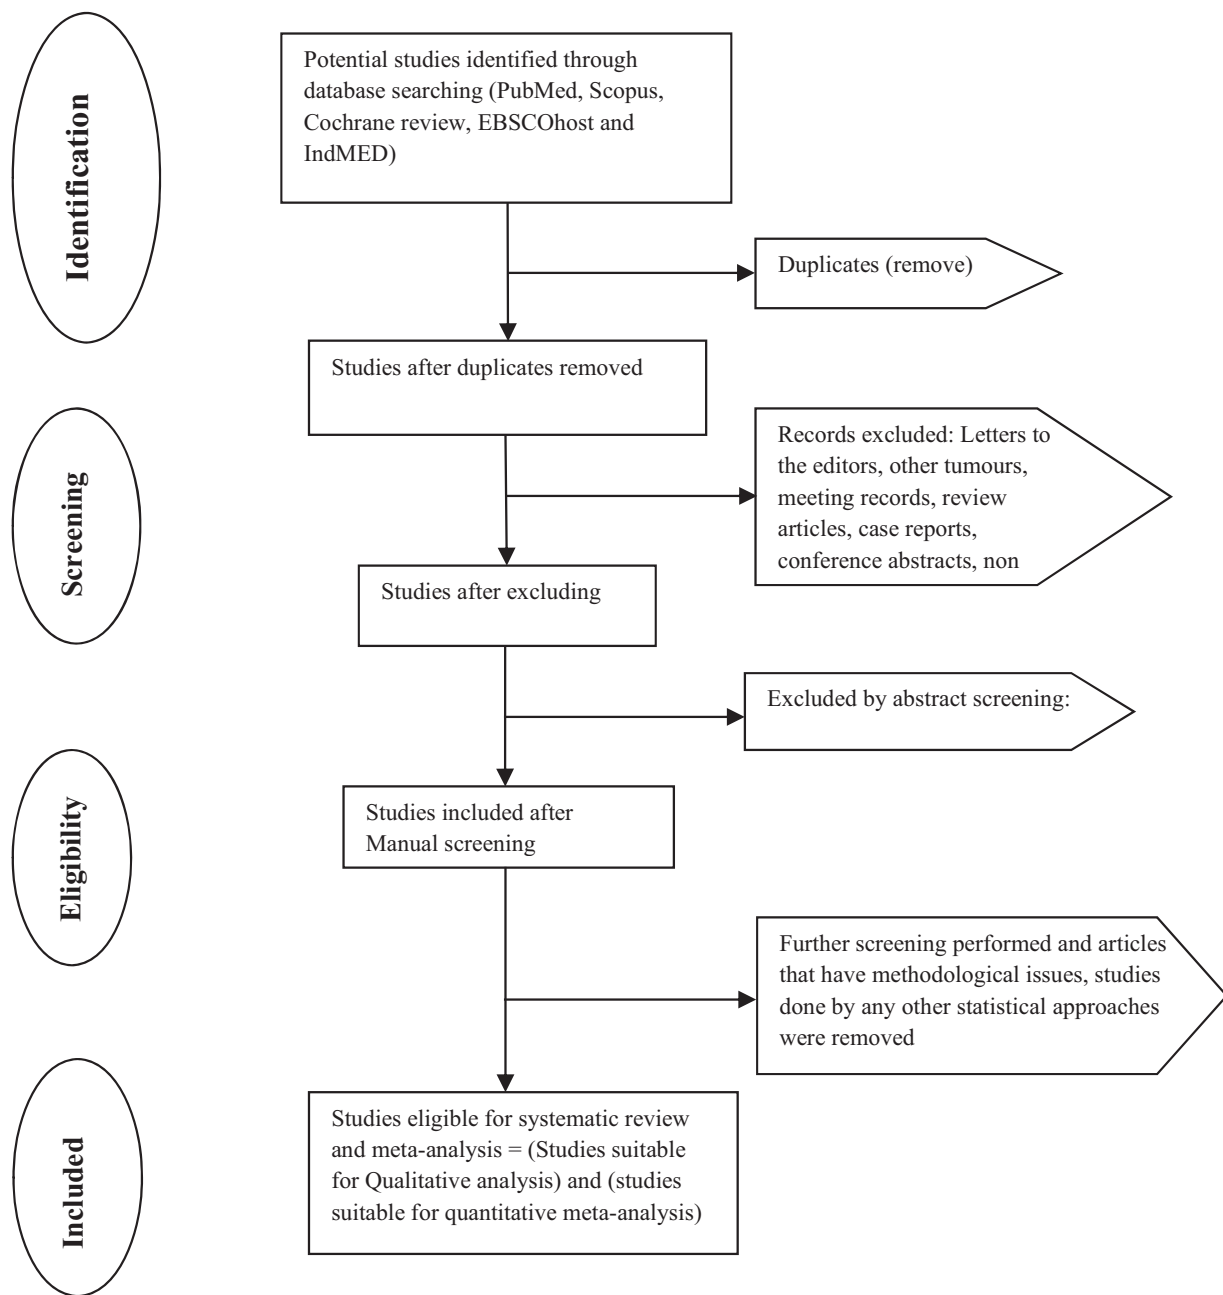 Identification
Potential studies identified through
database searching (PubMed, Scopus,
Cochrane review, EBSCOhost and
IndMED)
Duplicates (remove)
Studies after duplicates removed
Screening
Records excluded: Letters to
the editors, other tumours,
meeting records, review
articles, case reports,
conference abstracts, non
Studies after excluding
Excluded by abstract screening:
Eligibility
Studies included after
Manual screening
Further screening performed and articles
that have methodological issues, studies
done by any other statistical approaches
were removed
Included
Studies eligible for systematic review
and meta-analysis = (Studies suitable
for Qualitative analysis) and (studies
suitable for quantitative meta-analysis)